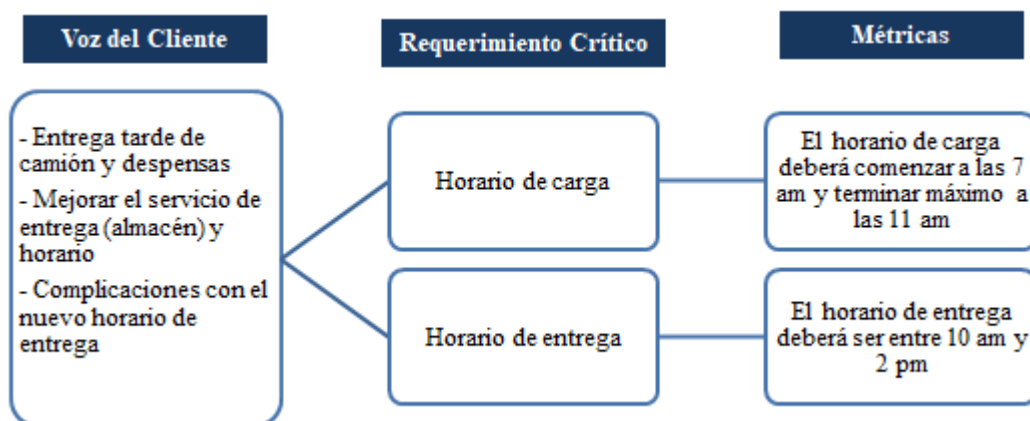 Voz del Cliente
Requerimiento Crítico
Métricas
- Entrega tarde de
camión y despensas
- Mejorar el servicio de
entrega (almacén) y
horario
- Complicaciones con el
nuevo horario de
entrega
Horario de carga
El horario de carga
deberá comenzar a las 7
am y terminar máximo a
las 11 am
Horario de entrega
El horario de entrega
deberá ser entre 10 am y
2 pm